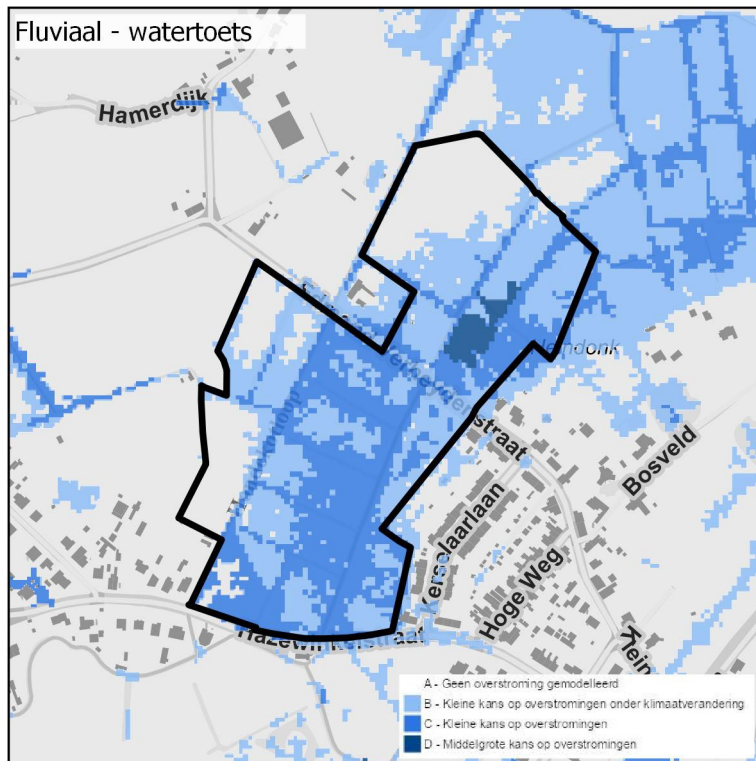 Fluviaal - watertoets
Hamerdijk
straat
Bosveld
Kerselaarlaan
Hoge Weg
A - Geen overstroming gemodelleerd
B - Kleine kans op overstromingen onder klimaatverandering
C - Kleine kans op overstromingen
D - Middelgrote kans op overstromingen